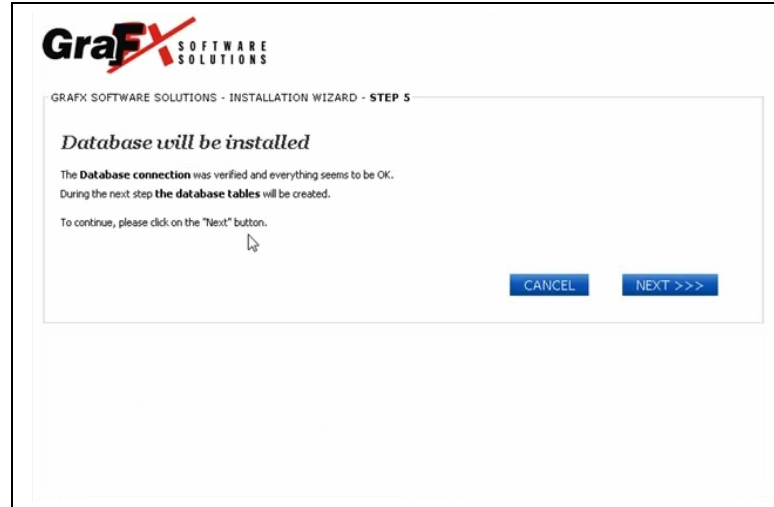 GraFX SOFTWARE
SOLUTIONS
GRAFX SOFTWARE SOLUTIONS - INSTALLATION WIZARD - STEP 5
Database will be installed
The Database connection was verified and everything seems to be OK.
During the next step the database tables will be created.
To continue, please click on the "Next" button.
CANCEL NEXT >>>